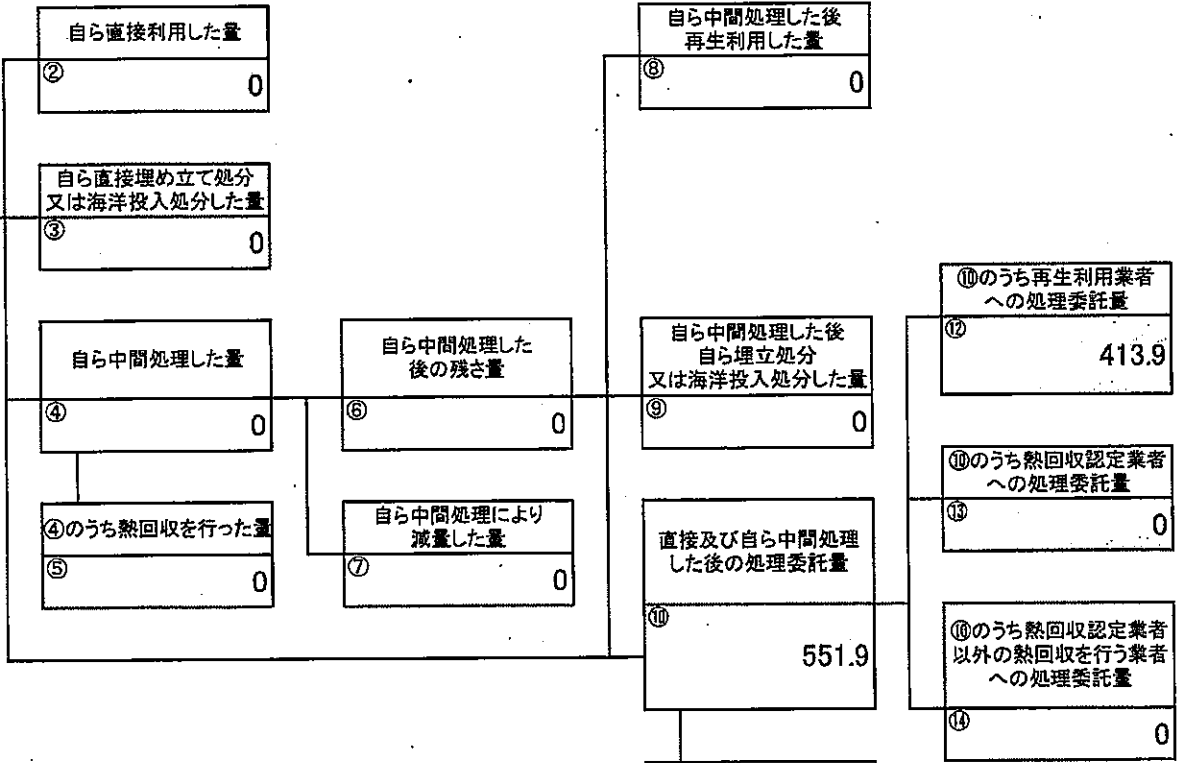 自ら直接利用した量
②
0
自ら直接埋め立て処分
又は海洋投入処分した量
③
0
自ら中間処理した量
④
0
④のうち熱回収を行った量
⑤
0
自ら中間処理した
後の残さ量
⑥
0
自ら中間処理により
減量した量
⑦
0
自ら中間処理した後
再生利用した量
⑧
0
自ら中間処理した後
自ら埋立処分
又は海洋投入処分した量
⑨
0
直接及び自ら中間処理
した後の処理委託量
⑩
551.9
⑩のうち再生利用業者
への処理委託量
⑫
413.9
⑩のうち熱回収認定業者
への処理委託量
⑬
0
⑩のうち熱回収認定業者
以外の熱回収を行う業者
への処理委託量
⑭
0